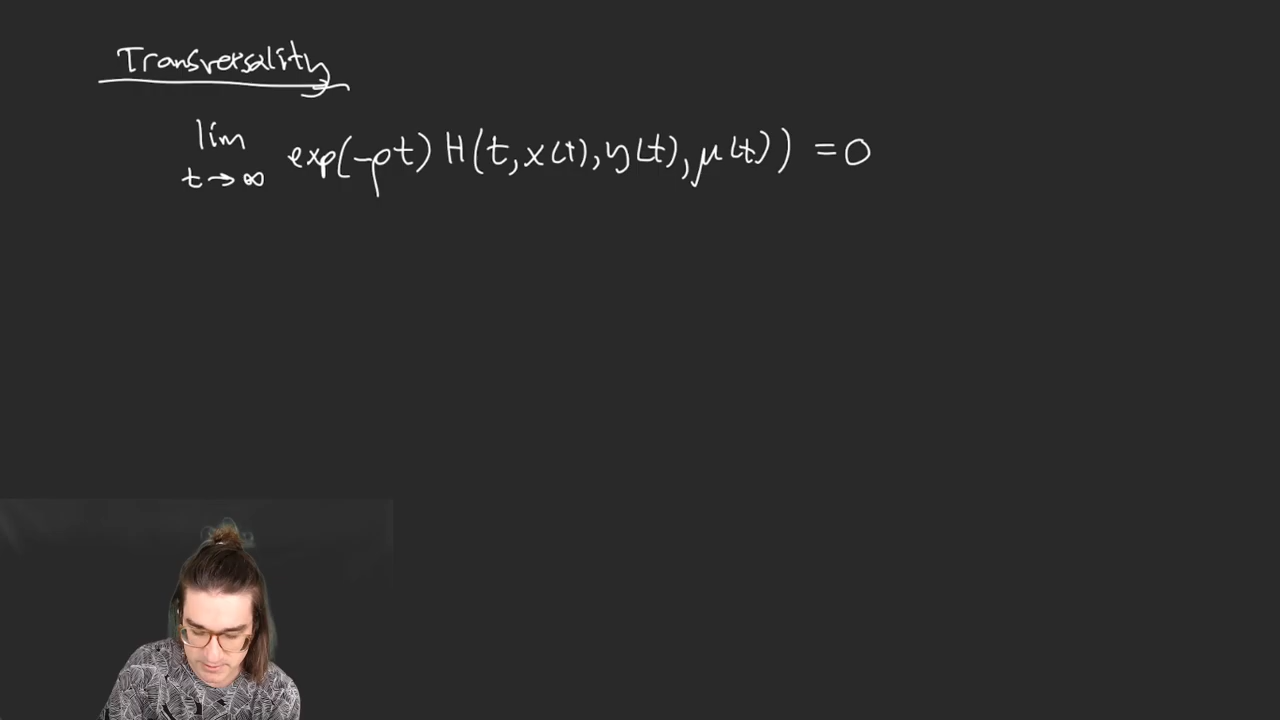 Transversality
lim t→∞ exp(-ρt) H(t, x(t), y(t), μ(t)) = 0